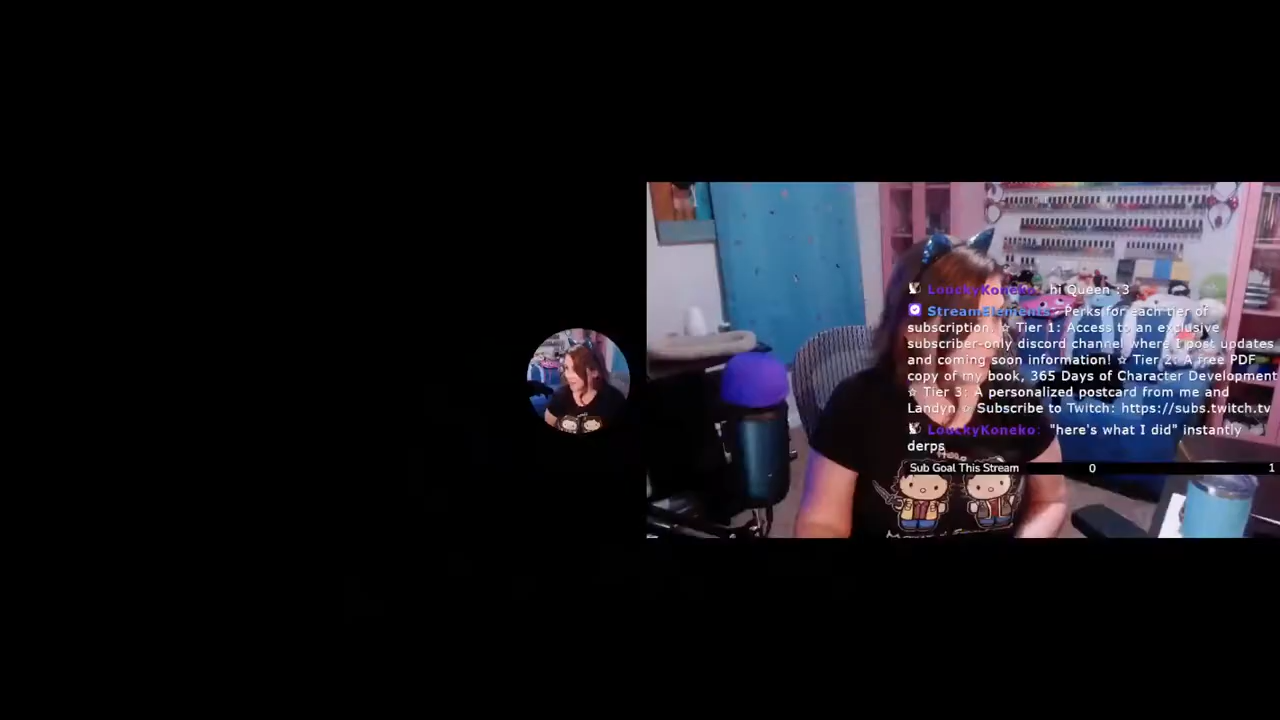 LouckyKoneko: hi Queen :3
StreamElements: Perks for each tier of
subscription. ☆ Tier 1: Access to an exclusive
subscriber-only discord channel where I post updates
and coming soon information! ☆ Tier 2: A free PDF
copy of my book, 365 Days of Character Development
☆ Tier 3: A personalized postcard from me and
Landyn ☆ Subscribe to Twitch: https://subs.twitch.tv
LouckyKoneko: "here's what I did" instantly
derps
Sub Goal This Stream 0 1